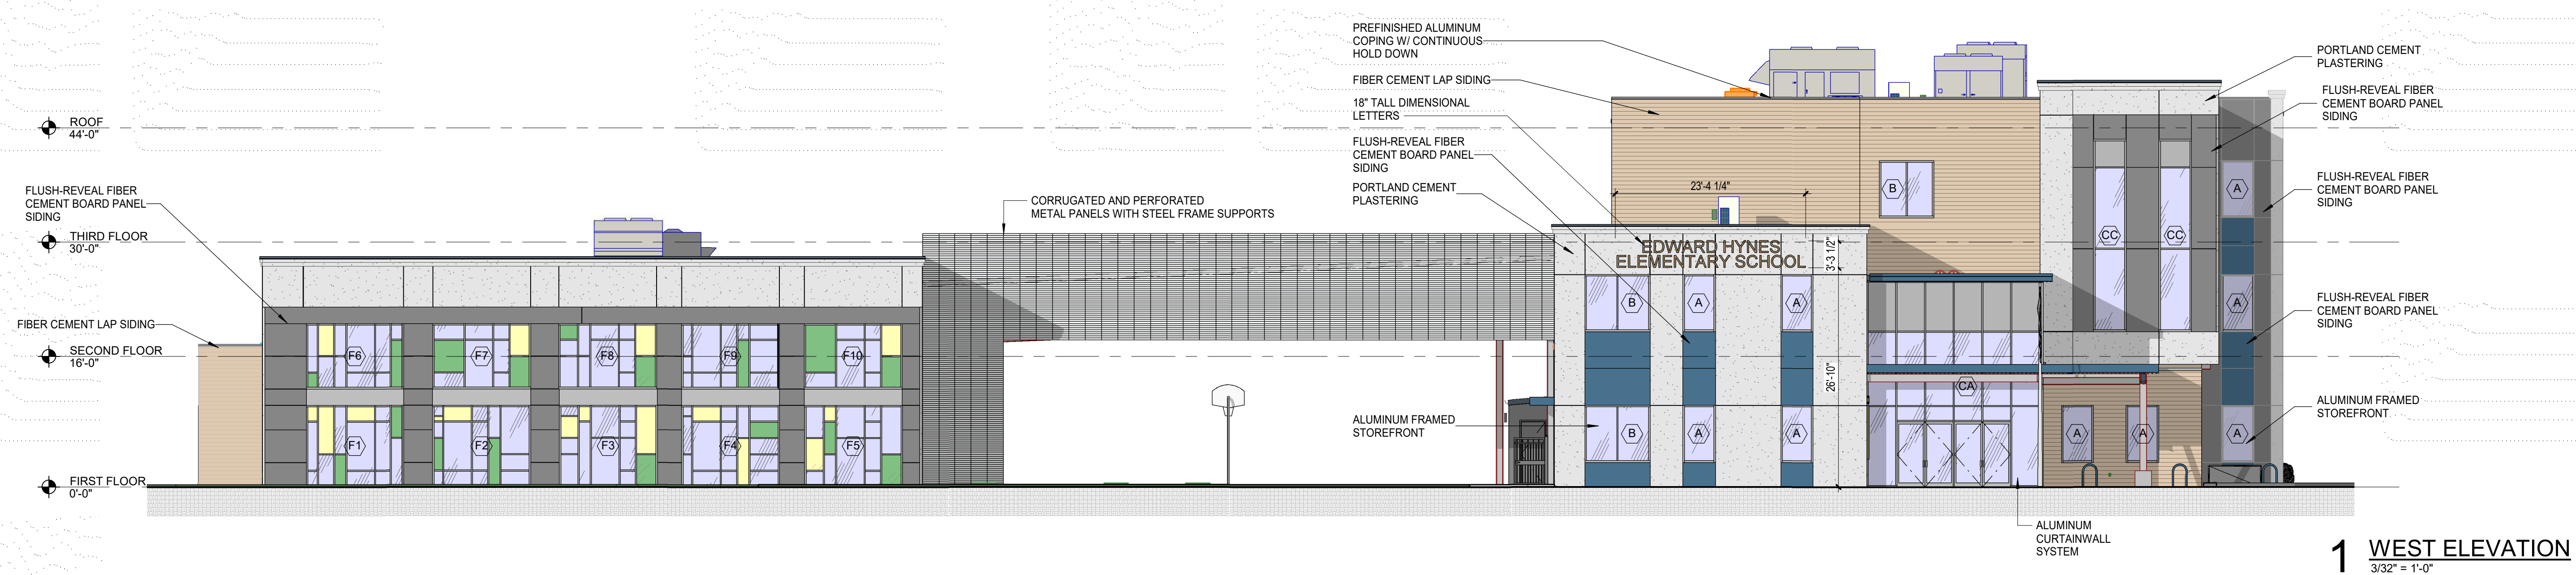 PREFINISHED ALUMINUM
COPING W/ CONTINUOUS
HOLD DOWN
FIBER CEMENT LAP SIDING
18" TALL DIMENSIONAL
LETTERS
FLUSH-REVEAL FIBER
CEMENT BOARD PANEL
SIDING
PORTLAND CEMENT
PLASTERING
PORTLAND CEMENT
PLASTERING
FLUSH-REVEAL FIBER
CEMENT BOARD PANEL
SIDING
FLUSH-REVEAL FIBER
CEMENT BOARD PANEL
SIDING
FLUSH-REVEAL FIBER
CEMENT BOARD PANEL
SIDING
ALUMINUM FRAMED
STOREFRONT
ROOF
44'-0"
FLUSH-REVEAL FIBER
CEMENT BOARD PANEL
SIDING
THIRD FLOOR
30'-0"
FIBER CEMENT LAP SIDING
SECOND FLOOR
16'-0"
FIRST FLOOR
0'-0"
CORRUGATED AND PERFORATED
METAL PANELS WITH STEEL FRAME SUPPORTS
23'-4 1/4"
EDWARD HYNES
ELEMENTARY SCHOOL
3'-3 1/2"
26'-10"
F6
F7
F8
F9
F10
F1
F2
F3
F4
F5
B
A
A
B
A
A
B
CC
CC
A
A
CA
A
A
A
ALUMINUM FRAMED
STOREFRONT
ALUMINUM
CURTAINWALL
SYSTEM
1 WEST ELEVATION
3/32" = 1'-0"